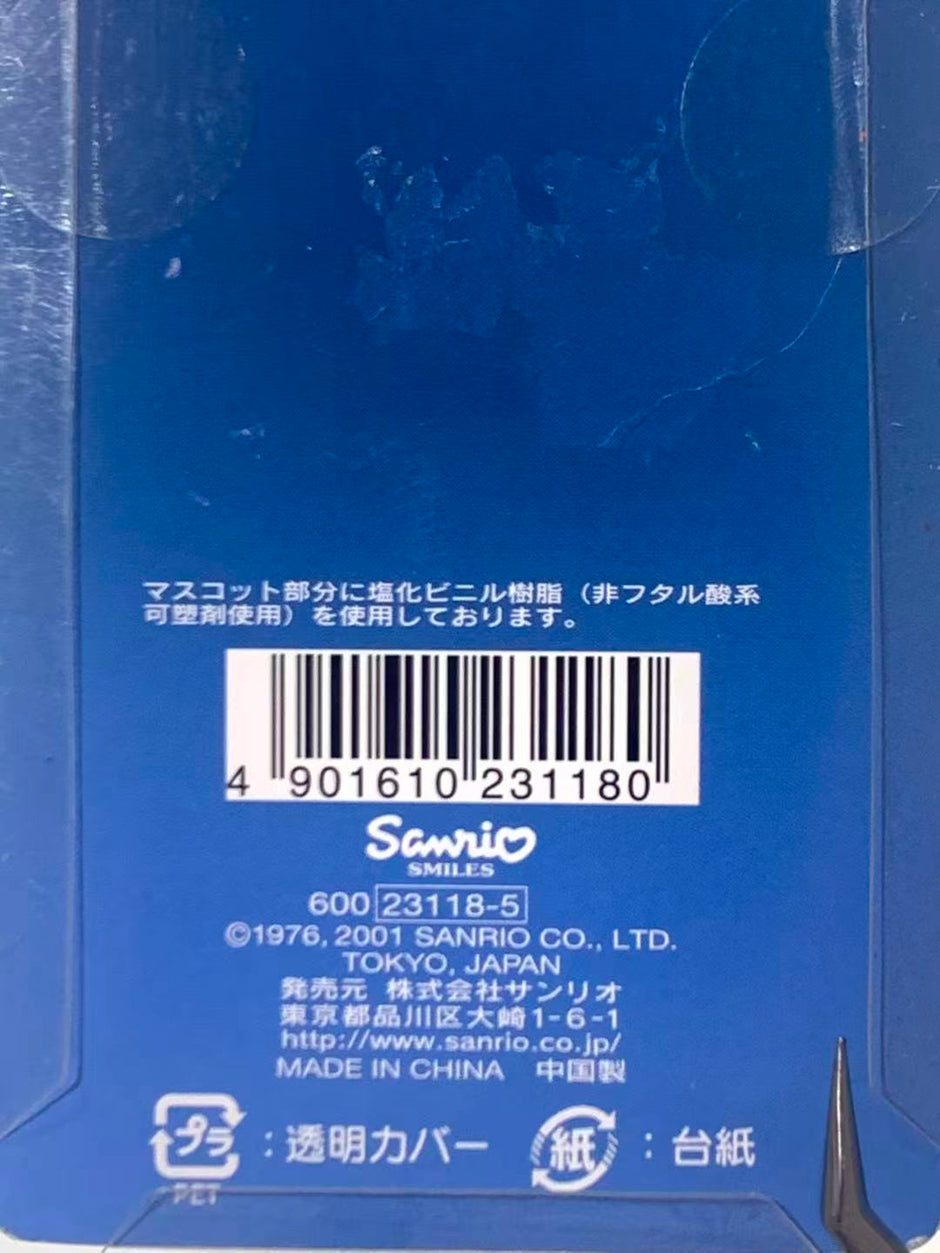 マスコット部分に塩化ビニル樹脂（非フタル酸系
可塑剤使用）を使用しております。
4 901610 231180
Sanrio
SMILES
600 23118-5
©1976, 2001 SANRIO CO., LTD.
TOKYO, JAPAN
発売元 株式会社サンリオ
東京都品川区大崎1-6-1
http://www.sanrio.co.jp/
MADE IN CHINA 中国製
プラ：透明カバー 紙：台紙
PET